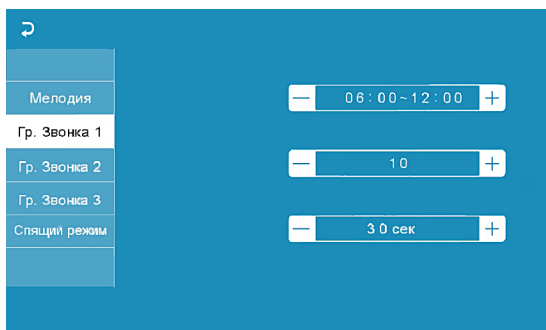 Мелодия
Гр. Звонка 1
Гр. Звонка 2
Гр. Звонка 3
Спящий режим
— 06:00~12:00 +
— 10 +
— 30 сек +